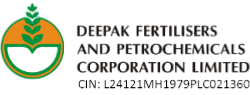 DEEPAK FERTILISERS
AND PETROCHEMICALS
CORPORATION LIMITED
CIN: L24121MH1979PLC021360